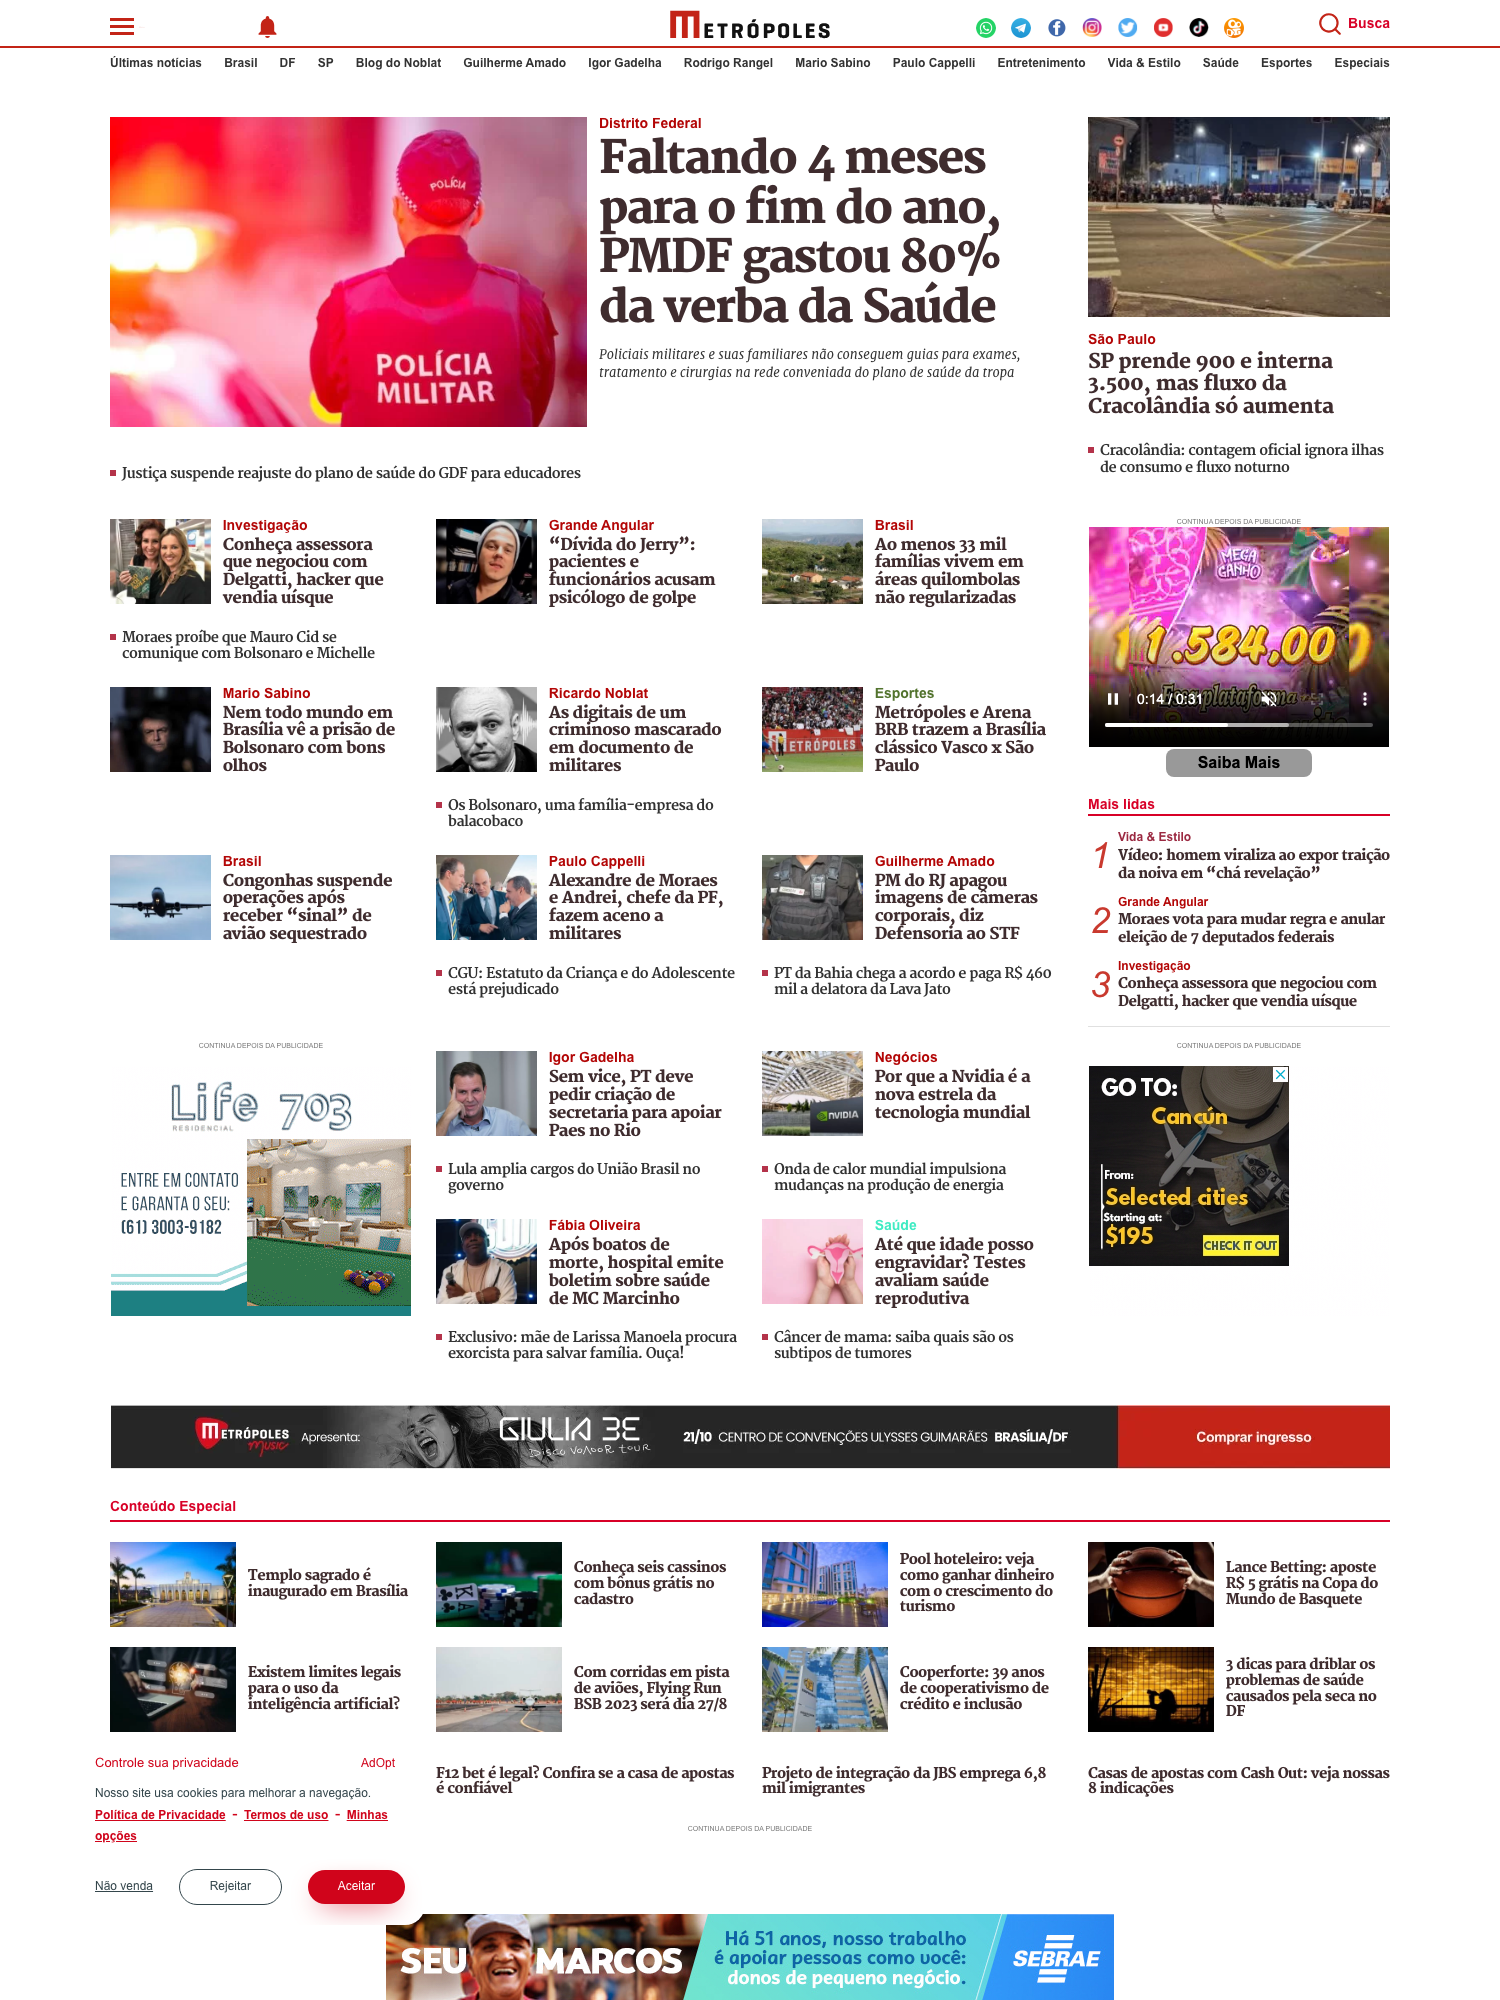 METRÓPOLES
Busca
Últimas notícias Brasil DF SP Blog do Noblat Guilherme Amado Igor Gadelha Rodrigo Rangel Mario Sabino Paulo Cappelli Entretenimento Vida & Estilo Saúde Esportes Especiais
POLÍCIA
POLÍCIA
MILITAR
Distrito Federal
Faltando 4 meses
para o fim do ano,
PMDF gastou 80%
da verba da Saúde
Policiais militares e suas familiares não conseguem guias para exames,
tratamento e cirurgias na rede conveniada do plano de saúde da tropa
Justiça suspende reajuste do plano de saúde do GDF para educadores
São Paulo
SP prende 900 e interna
3.500, mas fluxo da
Cracolândia só aumenta
Cracolândia: contagem oficial ignora ilhas
de consumo e fluxo noturno
Investigação
Conheça assessora
que negociou com
Delgatti, hacker que
vendia uísque
Moraes proíbe que Mauro Cid se
comunique com Bolsonaro e Michelle
Grande Angular
“Dívida do Jerry”:
pacientes e
funcionários acusam
psicólogo de golpe
Brasil
Ao menos 33 mil
famílias vivem em
áreas quilombolas
não regularizadas
CONTINUA DEPOIS DA PUBLICIDADE
MEGA
GANHO
1.584,00
Essa plataforma
0:14 / 0:31
Saiba Mais
Mario Sabino
Nem todo mundo em
Brasília vê a prisão de
Bolsonaro com bons
olhos
Ricardo Noblat
As digitais de um
criminoso mascarado
em documento de
militares
Os Bolsonaro, uma família-empresa do
balacobaco
METRÓPOLES
Esportes
Metrópoles e Arena
BRB trazem a Brasília
clássico Vasco x São
Paulo
Mais lidas
1
Vida & Estilo
Vídeo: homem viraliza ao expor traição
da noiva em “chá revelação”
2
Grande Angular
Moraes vota para mudar regra e anular
eleição de 7 deputados federais
3
Investigação
Conheça assessora que negociou com
Delgatti, hacker que vendia uísque
Brasil
Congonhas suspende
operações após
receber “sinal” de
avião sequestrado
Paulo Cappelli
Alexandre de Moraes
e Andrei, chefe da PF,
fazem aceno a
militares
CGU: Estatuto da Criança e do Adolescente
está prejudicado
Guilherme Amado
PM do RJ apagou
imagens de câmeras
corporais, diz
Defensoria ao STF
PT da Bahia chega a acordo e paga R$ 460
mil a delatora da Lava Jato
CONTINUA DEPOIS DA PUBLICIDADE
Life 703
RESIDENCIAL
ENTRE EM CONTATO
E GARANTA O SEU:
(61) 3003-9182
Igor Gadelha
Sem vice, PT deve
pedir criação de
secretaria para apoiar
Paes no Rio
Lula amplia cargos do União Brasil no
governo
NVIDIA
Negócios
Por que a Nvidia é a
nova estrela da
tecnologia mundial
Onda de calor mundial impulsiona
mudanças na produção de energia
CONTINUA DEPOIS DA PUBLICIDADE
GO TO:
Cancún
From:
Selected cities
Starting at:
$195
CHECK IT OUT
Fábia Oliveira
Após boatos de
morte, hospital emite
boletim sobre saúde
de MC Marcinho
Exclusivo: mãe de Larissa Manoela procura
exorcista para salvar família. Ouça!
Saúde
Até que idade posso
engravidar? Testes
avaliam saúde
reprodutiva
Câncer de mama: saiba quais são os
subtipos de tumores
METRÓPOLES
music
Apresenta:
GIULIA BE
DISCO VOADOR TOUR
21/10 CENTRO DE CONVENÇÕES ULYSSES GUIMARÃES BRASÍLIA/DF
Comprar ingresso
Conteúdo Especial
Templo sagrado é
inaugurado em Brasília
Conheça seis cassinos
com bônus grátis no
cadastro
Pool hoteleiro: veja
como ganhar dinheiro
com o crescimento do
turismo
Lance Betting: aposte
R$ 5 grátis na Copa do
Mundo de Basquete
Existem limites legais
para o uso da
inteligência artificial?
Com corridas em pista
de aviões, Flying Run
BSB 2023 será dia 27/8
Cooperforte: 39 anos
de cooperativismo de
crédito e inclusão
3 dicas para driblar os
problemas de saúde
causados pela seca no
DF
F12 bet é legal? Confira se a casa de apostas
é confiável
Projeto de integração da JBS emprega 6,8
mil imigrantes
Casas de apostas com Cash Out: veja nossas
8 indicações
Controle sua privacidade
AdOpt
Nosso site usa cookies para melhorar a navegação.
Política de Privacidade - Termos de uso - Minhas
opções
Não venda
Rejeitar
Aceitar
CONTINUA DEPOIS DA PUBLICIDADE
SEU MARCOS
Há 51 anos, nosso trabalho
é apoiar pessoas como você:
donos de pequeno negócio.
SEBRAE